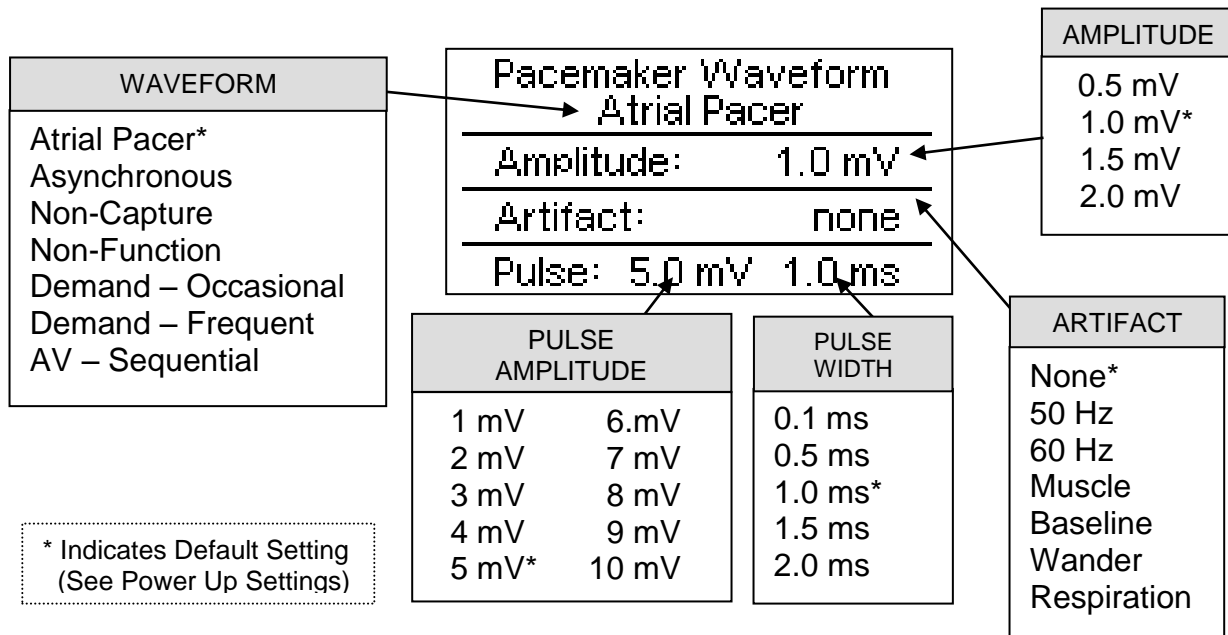 WAVEFORM
Atrial Pacer*
Asynchronous
Non-Capture
Non-Function
Demand – Occasional
Demand – Frequent
AV – Sequential
Pacemaker Waveform
Atrial Pacer
Amplitude: 1.0 mV
Artifact: none
Pulse: 5.0 mV 1.0 ms
AMPLITUDE
0.5 mV
1.0 mV*
1.5 mV
2.0 mV
PULSE
AMPLITUDE
1 mV 6.mV
2 mV 7 mV
3 mV 8 mV
4 mV 9 mV
5 mV* 10 mV
PULSE
WIDTH
0.1 ms
0.5 ms
1.0 ms*
1.5 ms
2.0 ms
ARTIFACT
None*
50 Hz
60 Hz
Muscle
Baseline
Wander
Respiration
* Indicates Default Setting
(See Power Up Settings)